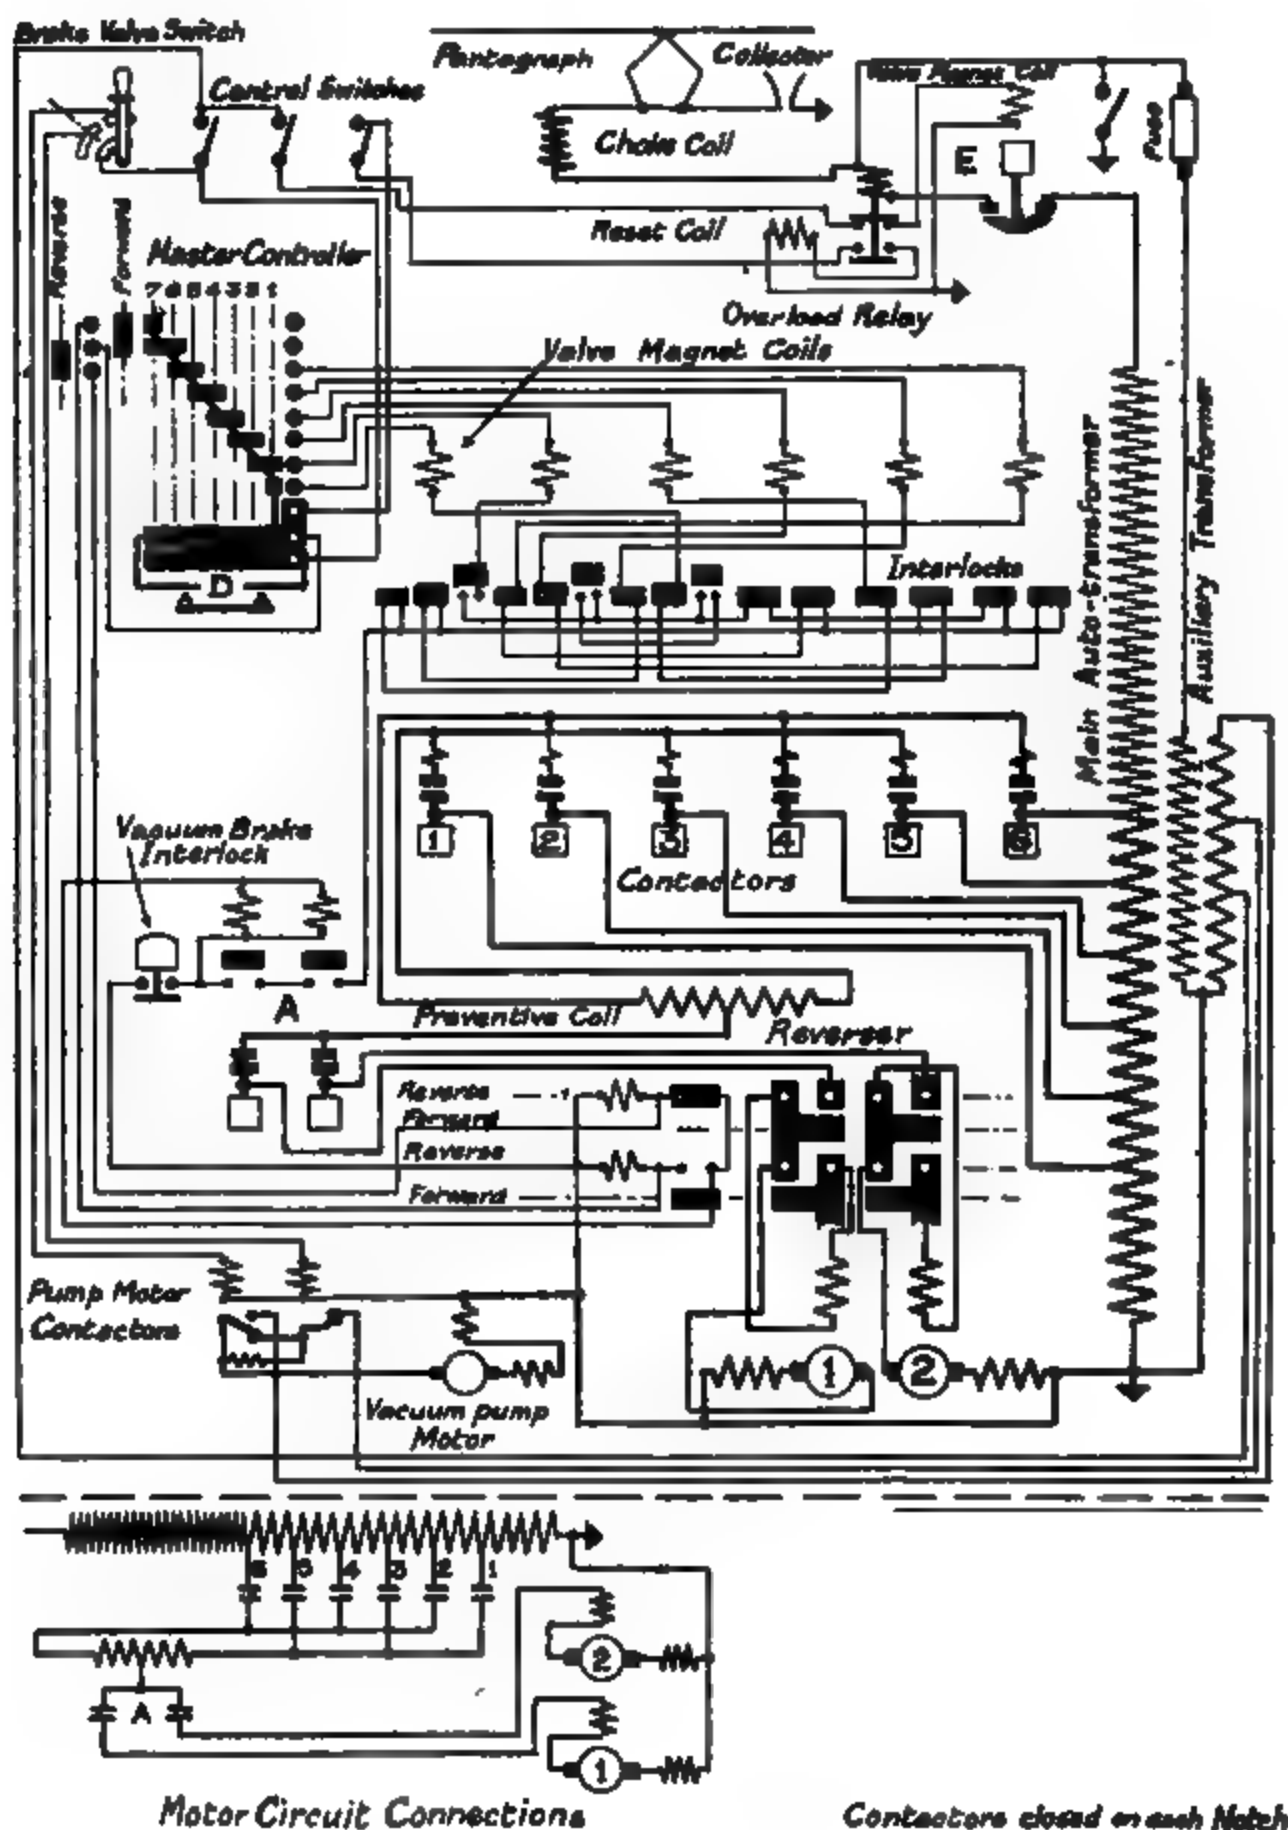 Brake Valve Switch
Pantagraph
Collector
Valve Magnet Coil
Control Switches
Choke Coil
Fuse
E
Reverse
Forward
Reset Coil
Master Controller
7 6 5 4 3 2 1
Overload Relay
Valve Magnet Coils
Main Auto-transformer
Auxiliary Transformer
Interlocks
D
1 2 3 4 5 6
Contactors
Vacuum Brake
Interlock
A
Preventive Coil
Reverser
Reverse
Forward
Reverse
Forward
Pump Motor
Contactors
1 2
Vacuum pump
Motor
6 5 4 3 2 1
2
A
1
Motor Circuit Connections
Contactors closed on each Notch